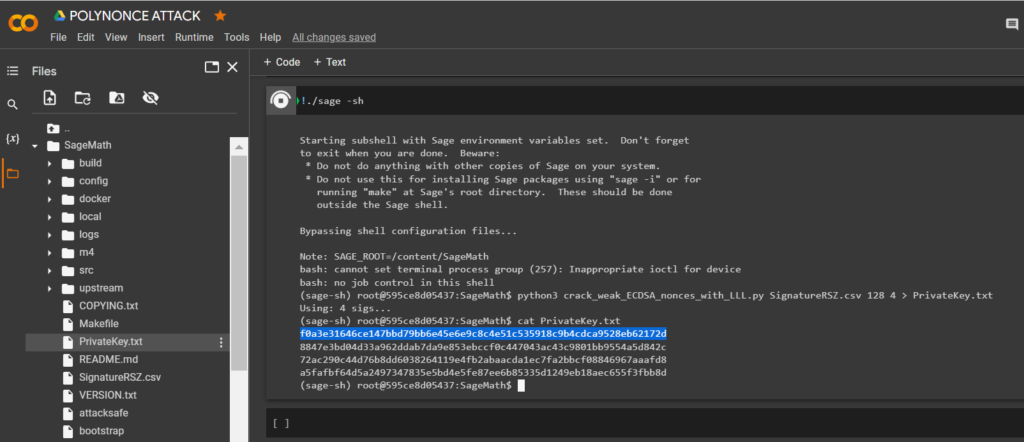 POLYNONCE ATTACK
File Edit View Insert Runtime Tools Help All changes saved
Files
+ Code + Text
{x}
..
SageMath
build
config
docker
local
logs
m4
src
upstream
COPYING.txt
Makefile
PrivateKey.txt
README.md
SignatureRSZ.csv
VERSION.txt
attacksafe
bootstrap
!./sage -sh
Starting subshell with Sage environment variables set. Don't forget
to exit when you are done. Beware:
* Do not do anything with other copies of Sage on your system.
* Do not use this for installing Sage packages using "sage -i" or for
running "make" at Sage's root directory. These should be done
outside the Sage shell.
Bypassing shell configuration files...
Note: SAGE_ROOT=/content/SageMath
bash: cannot set terminal process group (257): Inappropriate ioctl for device
bash: no job control in this shell
(sage-sh) root@595ce8d05437:SageMath$ python3 crack_weak_ECDSA_nonces_with_LLL.py SignatureRSZ.csv 128 4 > PrivateKey.txt
Using: 4 sigs...
(sage-sh) root@595ce8d05437:SageMath$ cat PrivateKey.txt
f0a3e31646ce147bbd79bb6e45e6e9c8c4e51c535918c9b4cdca9528eb62172d
8847e3bd04d33a962ddab7da9e853ebccf0c447043ac43c9801bb9554a5d842c
72ac290c44d76b8dd6038264119e4fb2abaacda1ec7fa2bbcf08846967aaafd8
a5fafbf64d5a2497347835e5bd4e5fe87ee6b85335d1249eb18aec655f3fbb8d
(sage-sh) root@595ce8d05437:SageMath$
[ ]